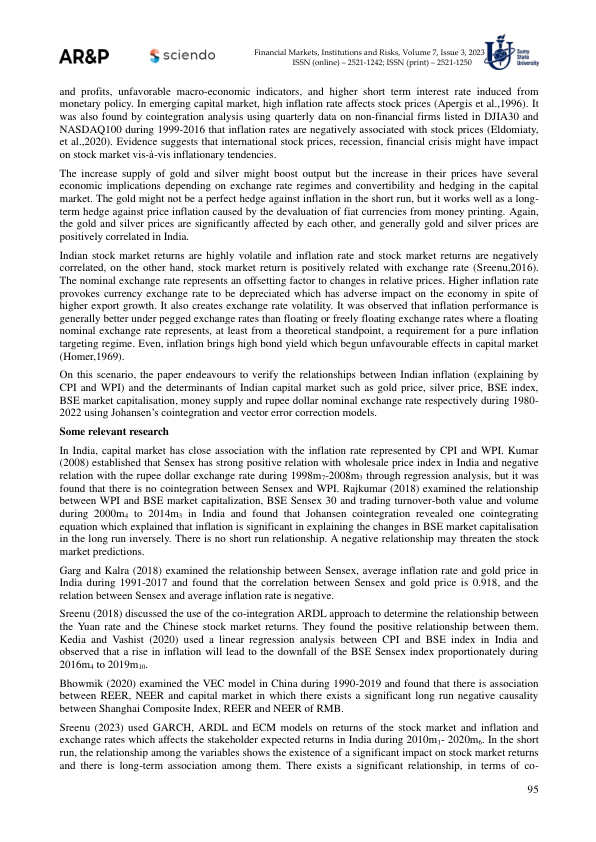 AR&P
sciendo
Financial Markets, Institutions and Risks, Volume 7, Issue 3, 2023
ISSN (online) – 2521-1242; ISSN (print) – 2521-1250
Sumy
State
University
and profits, unfavorable macro-economic indicators, and higher short term interest rate induced from
monetary policy. In emerging capital market, high inflation rate affects stock prices (Apergis et al.,1996). It
was also found by cointegration analysis using quarterly data on non-financial firms listed in DJIA30 and
NASDAQ100 during 1999-2016 that inflation rates are negatively associated with stock prices (Eldomiaty,
et al.,2020). Evidence suggests that international stock prices, recession, financial crisis might have impact
on stock market vis-à-vis inflationary tendencies.
The increase supply of gold and silver might boost output but the increase in their prices have several
economic implications depending on exchange rate regimes and convertibility and hedging in the capital
market. The gold might not be a perfect hedge against inflation in the short run, but it works well as a long-
term hedge against price inflation caused by the devaluation of fiat currencies from money printing. Again,
the gold and silver prices are significantly affected by each other, and generally gold and silver prices are
positively correlated in India.
Indian stock market returns are highly volatile and inflation rate and stock market returns are negatively
correlated, on the other hand, stock market return is positively related with exchange rate (Sreenu,2016).
The nominal exchange rate represents an offsetting factor to changes in relative prices. Higher inflation rate
provokes currency exchange rate to be depreciated which has adverse impact on the economy in spite of
higher export growth. It also creates exchange rate volatility. It was observed that inflation performance is
generally better under pegged exchange rates than floating or freely floating exchange rates where a floating
nominal exchange rate represents, at least from a theoretical standpoint, a requirement for a pure inflation
targeting regime. Even, inflation brings high bond yield which begun unfavourable effects in capital market
(Homer,1969).
On this scenario, the paper endeavours to verify the relationships between Indian inflation (explaining by
CPI and WPI) and the determinants of Indian capital market such as gold price, silver price, BSE index,
BSE market capitalisation, money supply and rupee dollar nominal exchange rate respectively during 1980-
2022 using Johansen's cointegration and vector error correction models.
Some relevant research
In India, capital market has close association with the inflation rate represented by CPI and WPI. Kumar
(2008) established that Sensex has strong positive relation with wholesale price index in India and negative
relation with the rupee dollar exchange rate during 1998m₇-2008m₃ through regression analysis, but it was
found that there is no cointegration between Sensex and WPI. Rajkumar (2018) examined the relationship
between WPI and BSE market capitalization, BSE Sensex 30 and trading turnover-both value and volume
during 2000m₄ to 2014m₃ in India and found that Johansen cointegration revealed one cointegrating
equation which explained that inflation is significant in explaining the changes in BSE market capitalisation
in the long run inversely. There is no short run relationship. A negative relationship may threaten the stock
market predictions.
Garg and Kalra (2018) examined the relationship between Sensex, average inflation rate and gold price in
India during 1991-2017 and found that the correlation between Sensex and gold price is 0.918, and the
relation between Sensex and average inflation rate is negative.
Sreenu (2018) discussed the use of the co-integration ARDL approach to determine the relationship between
the Yuan rate and the Chinese stock market returns. They found the positive relationship between them.
Kedia and Vashist (2020) used a linear regression analysis between CPI and BSE index in India and
observed that a rise in inflation will lead to the downfall of the BSE Sensex index proportionately during
2016m₄ to 2019m₁₀.
Bhowmik (2020) examined the VEC model in China during 1990-2019 and found that there is association
between REER, NEER and capital market in which there exists a significant long run negative causality
between Shanghai Composite Index, REER and NEER of RMB.
Sreenu (2023) used GARCH, ARDL and ECM models on returns of the stock market and inflation and
exchange rates which affects the stakeholder expected returns in India during 2010m₁- 2020m₆. In the short
run, the relationship among the variables shows the existence of a significant impact on stock market returns
and there is long-term association among them. There exists a significant relationship, in terms of co-
95